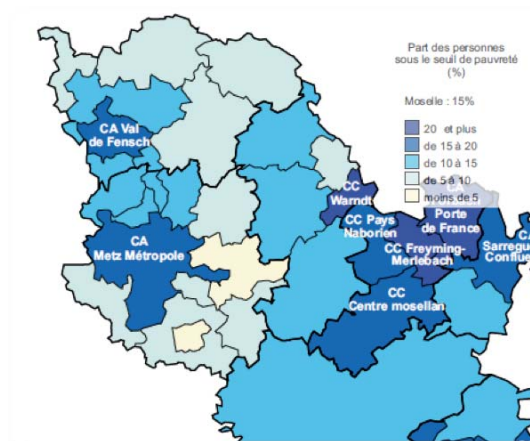 Part des personnes
sous le seuil de pauvreté
(%)
Moselle : 15%
20 et plus
de 15 à 20
de 10 à 15
de 5 à 10
moins de 5
CA Val
de Fensch
CC
Warndt
CA
Porte
de France
CC Pays
Naborien
CA
Metz Métropole
CC Freyming-
Merlebach
CA
Sarregue
Conflue
CC
Centre mosellan